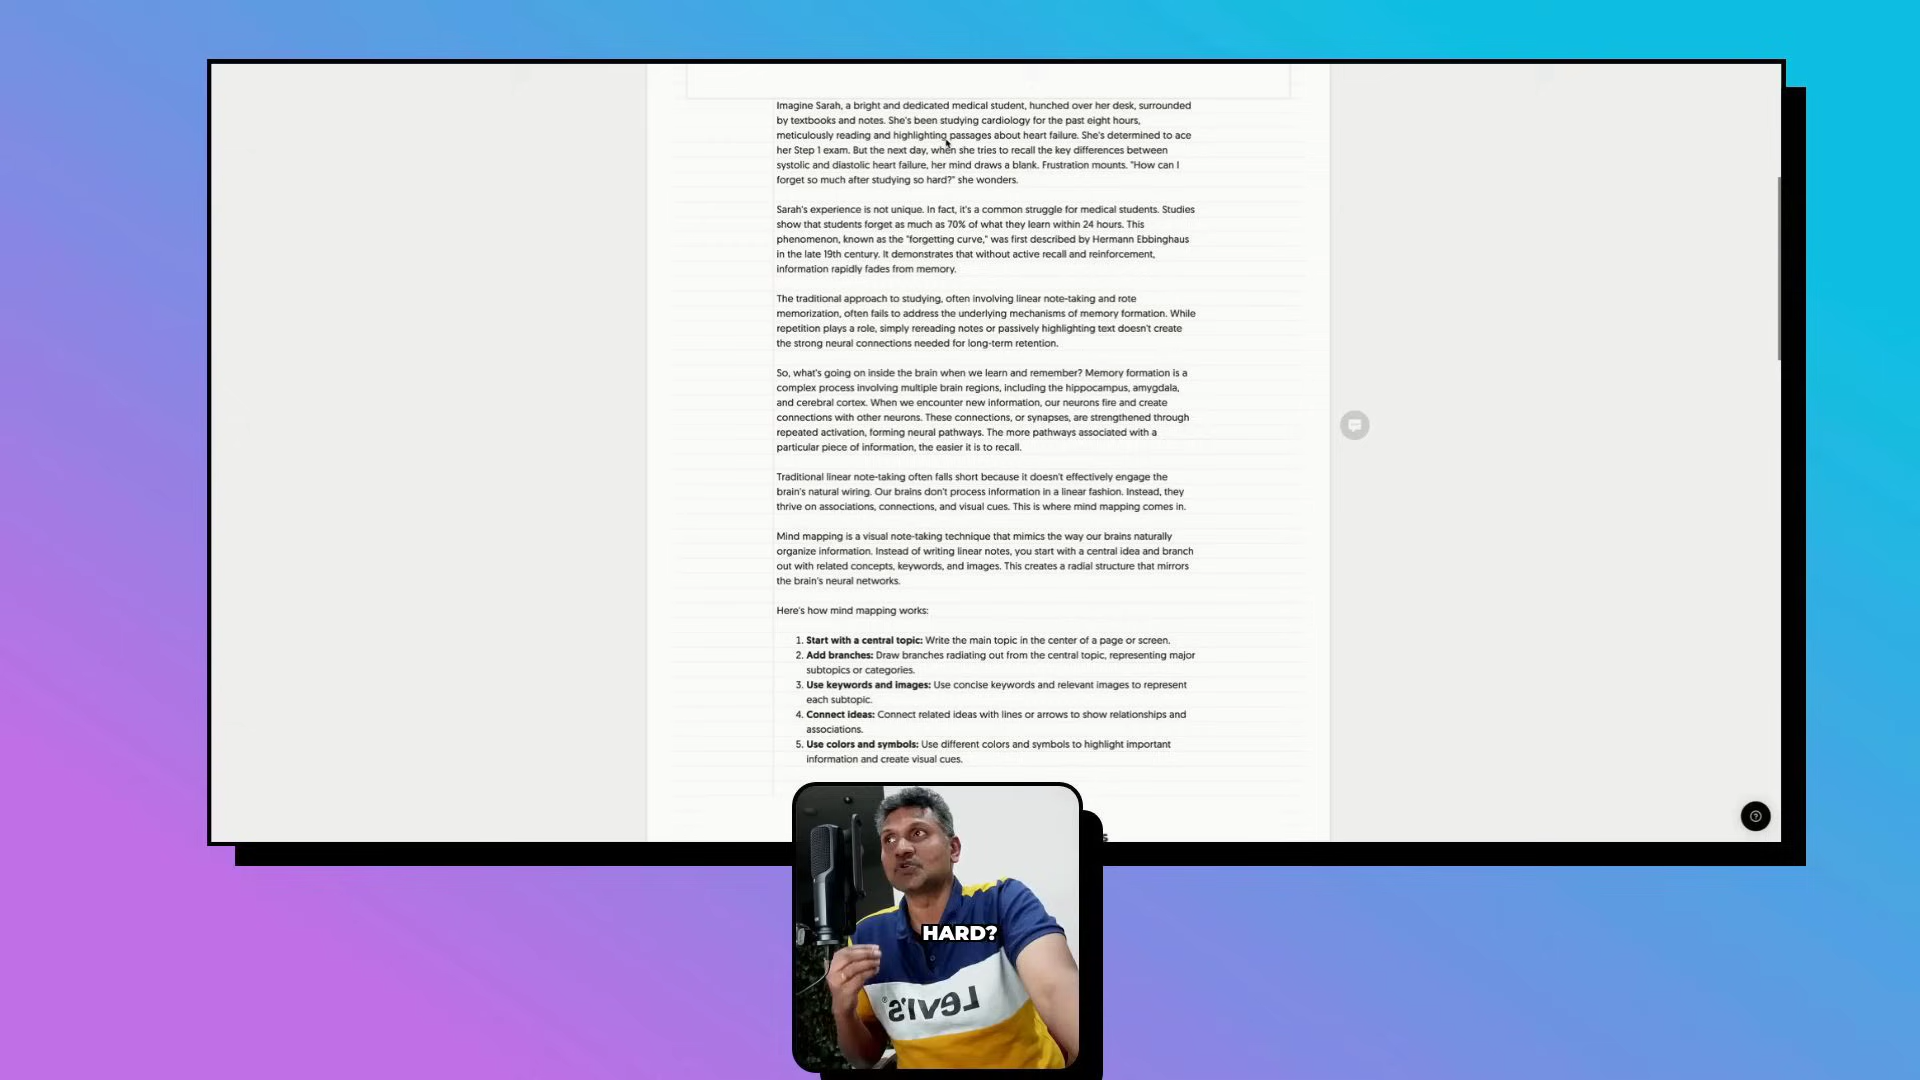 Imagine Sarah, a bright and dedicated medical student, hunched over her desk, surrounded
by textbooks and notes. She's been studying cardiology for the past eight hours,
meticulously reading and highlighting passages about heart failure. She's determined to ace
her Step 1 exam. But the next day, when she tries to recall the key differences between
systolic and diastolic heart failure, her mind draws a blank. Frustration mounts. "How can I
forget so much after studying so hard?" she wonders.
Sarah's experience is not unique. In fact, it's a common struggle for medical students. Studies
show that students forget as much as 70% of what they learn within 24 hours. This
phenomenon, known as the "forgetting curve," was first described by Hermann Ebbinghaus
in the late 19th century. It demonstrates that without active recall and reinforcement,
information rapidly fades from memory.
The traditional approach to studying, often involving linear note-taking and rote
memorization, often fails to address the underlying mechanisms of memory formation. While
repetition plays a role, simply rereading notes or passively highlighting text doesn't create
the strong neural connections needed for long-term retention.
So, what's going on inside the brain when we learn and remember? Memory formation is a
complex process involving multiple brain regions, including the hippocampus, amygdala,
and cerebral cortex. When we encounter new information, our neurons fire and create
connections with other neurons. These connections, or synapses, are strengthened through
repeated activation, forming neural pathways. The more pathways associated with a
particular piece of information, the easier it is to recall.
Traditional linear note-taking often falls short because it doesn't effectively engage the
brain's natural wiring. Our brains don't process information in a linear fashion. Instead, they
thrive on associations, connections, and visual cues. This is where mind mapping comes in.
Mind mapping is a visual note-taking technique that mimics the way our brains naturally
organize information. Instead of writing linear notes, you start with a central idea and branch
out with related concepts, keywords, and images. This creates a radial structure that mirrors
the brain's neural networks.
Here's how mind mapping works:
1. Start with a central topic: Write the main topic in the center of a page or screen.
2. Add branches: Draw branches radiating out from the central topic, representing major
subtopics or categories.
3. Use keywords and images: Use concise keywords and relevant images to represent
each subtopic.
4. Connect ideas: Connect related ideas with lines or arrows to show relationships and
associations.
5. Use colors and symbols: Use different colors and symbols to highlight important
information and create visual cues.
HARD?
Levi's